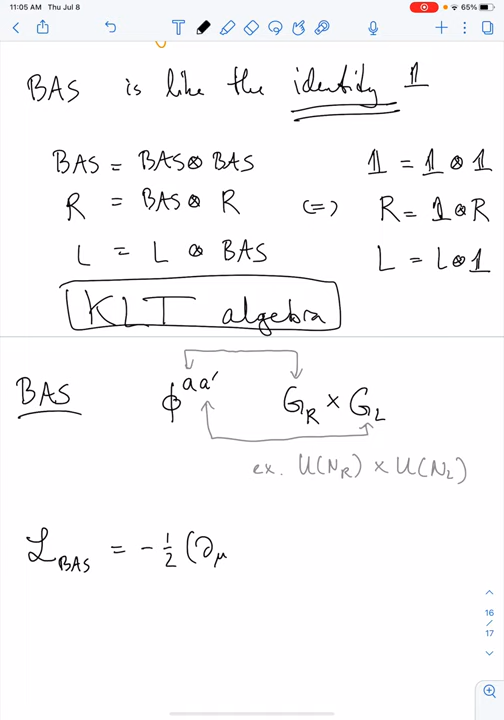 11:05 AM Thu Jul 8
65%
BAS is like the identity 𝟙
BAS = BAS⊗BAS 𝟙 = 𝟙 ⊗ 𝟙
R = BAS⊗ R (=) R = 𝟙⊗R
L = L ⊗ BAS L = L⊗𝟙
KLT algebra
BAS ϕ^{aa'} G_R × G_L
ex. U(N_R) × U(N_L)
ℒ_BAS = -1/2 (∂_μ
16
/
17